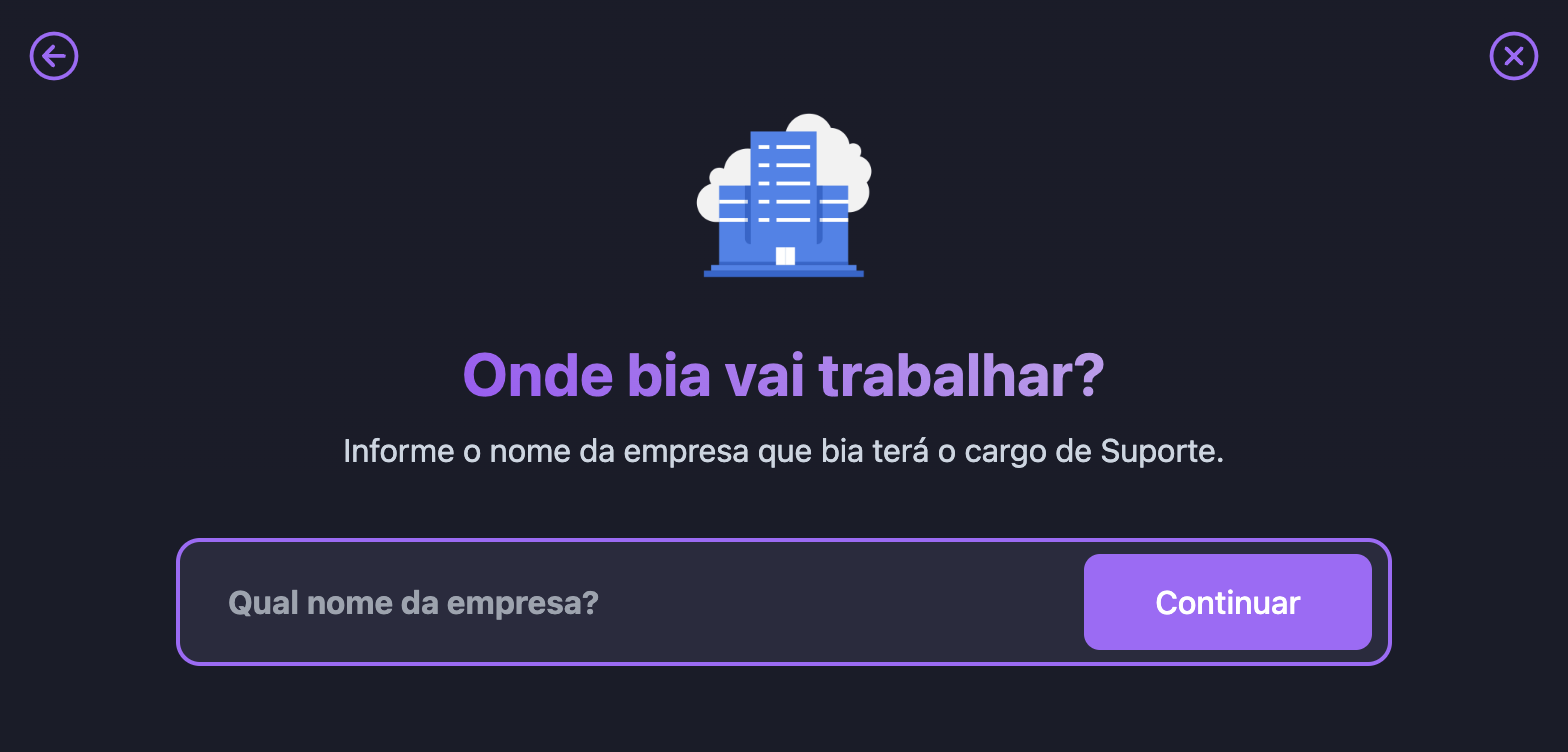 Onde bia vai trabalhar?
Informe o nome da empresa que bia terá o cargo de Suporte.
Qual nome da empresa?
Continuar